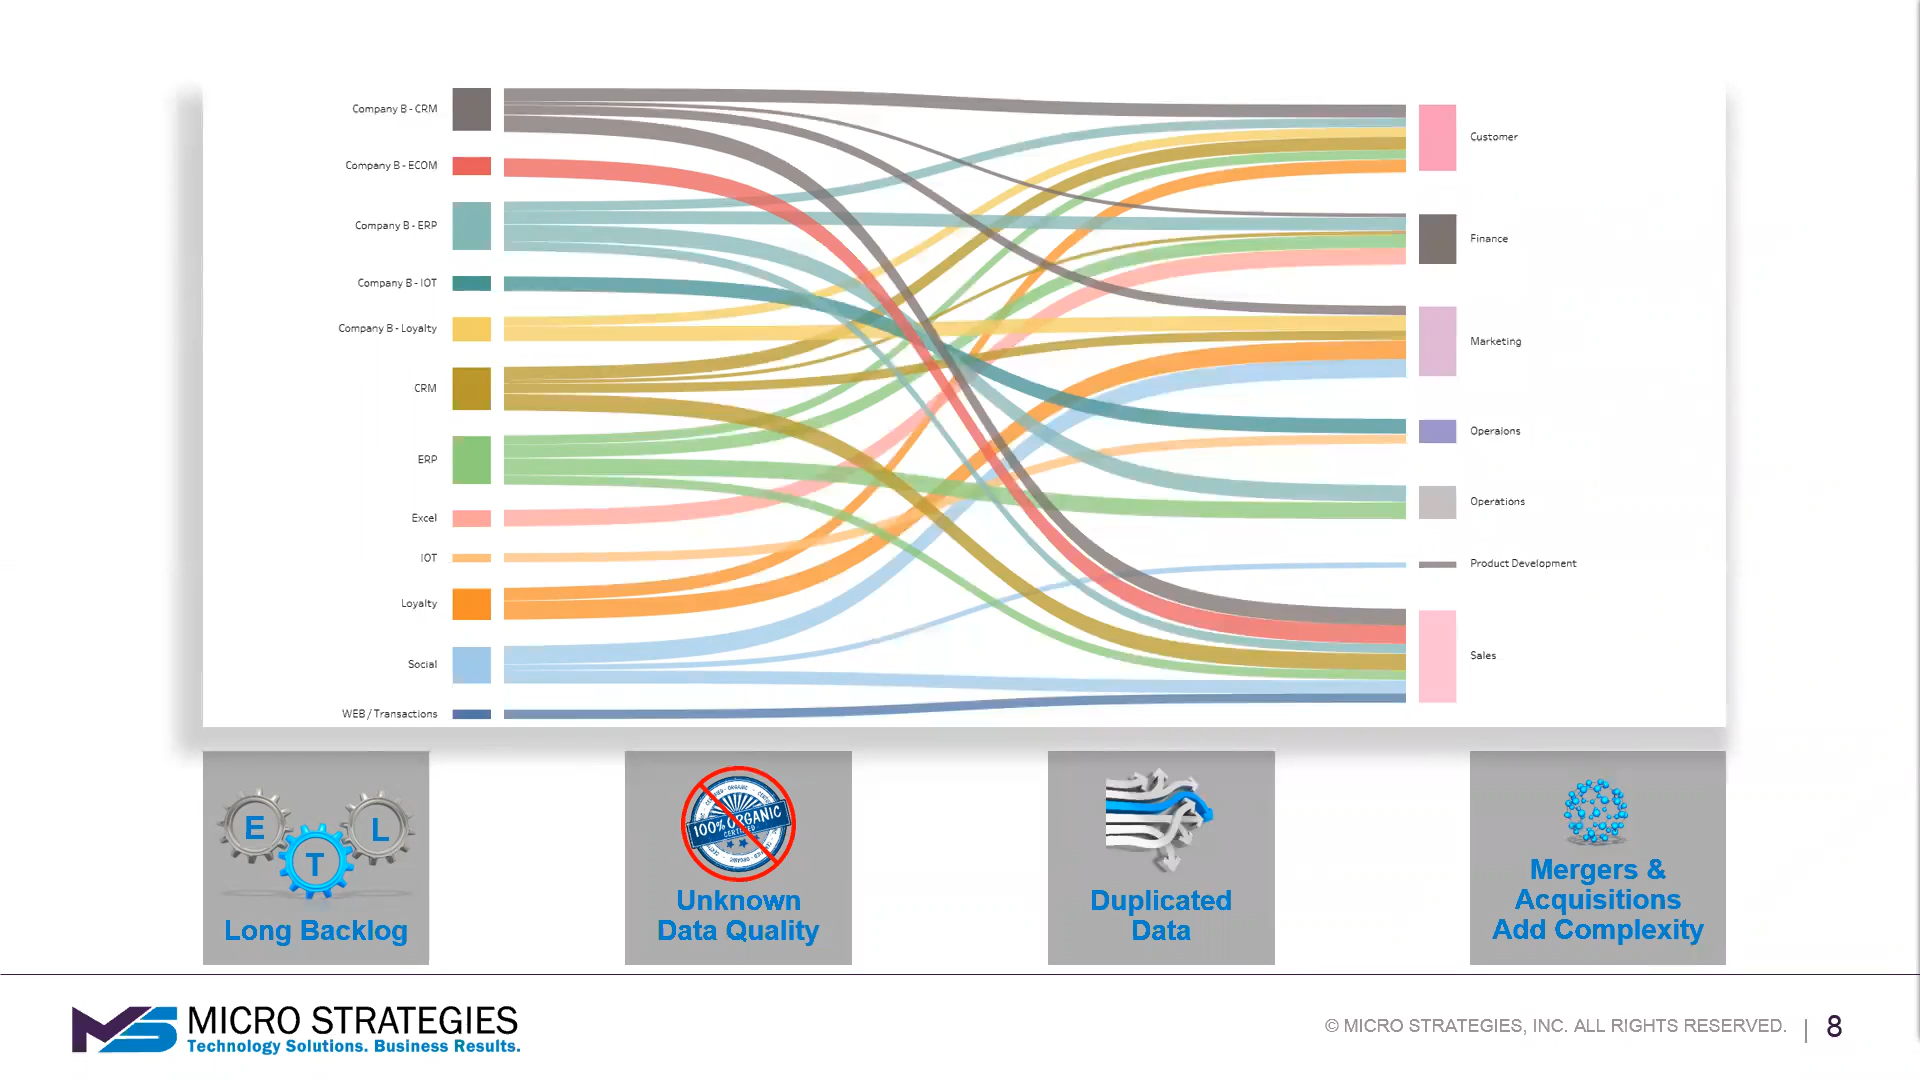 Company B - CRM
Company B - ECOM
Company B - ERP
Company B - IOT
Company B - Loyalty
CRM
ERP
Excel
IOT
Loyalty
Social
WEB / Transactions
Customer
Finance
Marketing
Operaions
Operations
Product Development
Sales
E
T
L
Long Backlog
100% ORGANIC
CERTIFIED
Unknown
Data Quality
Duplicated
Data
Mergers &
Acquisitions
Add Complexity
MS MICRO STRATEGIES
Technology Solutions. Business Results.
© MICRO STRATEGIES, INC. ALL RIGHTS RESERVED. | 8